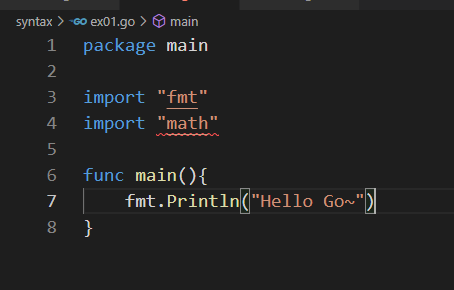 syntax > ex01.go > main
1 package main
2
3 import "fmt"
4 import "math"
5
6 func main(){
7     fmt.Println("Hello Go~")
8 }